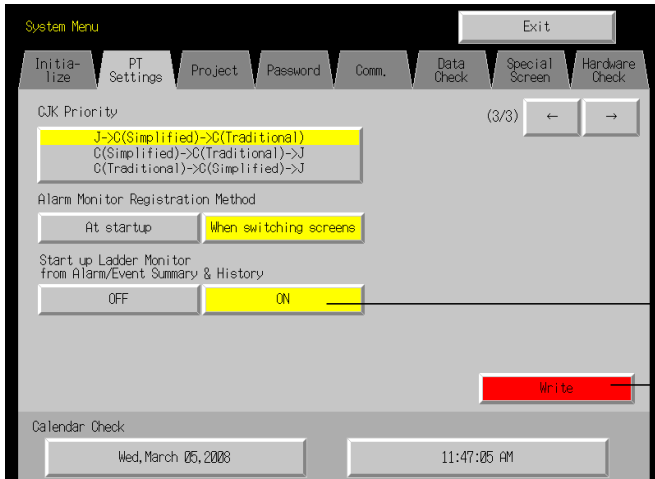 System Menu
Exit
Initia-
lize
PT
Settings
Project
Password
Comm.
Data
Check
Special
Screen
Hardware
Check
CJK Priority
(3/3) ← →
J->C(Simplified)->C(Traditional)
C(Simplified)->C(Traditional)->J
C(Traditional)->C(Simplified)->J
Alarm Monitor Registration Method
At startup When switching screens
Start up Ladder Monitor
from Alarm/Event Summary & History
OFF ON
Write
Calendar Check
Wed,March 05,2008 11:47:05 AM